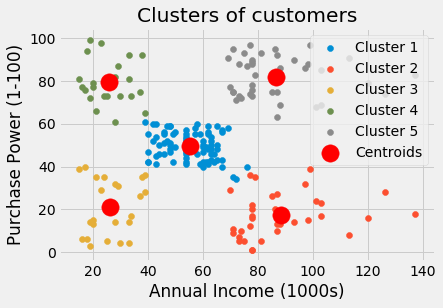 Clusters of customers
Purchase Power (1-100)
100
80
60
40
20
0
Cluster 1
Cluster 2
Cluster 3
Cluster 4
Cluster 5
Centroids
20 40 60 80 100 120 140
Annual Income (1000s)